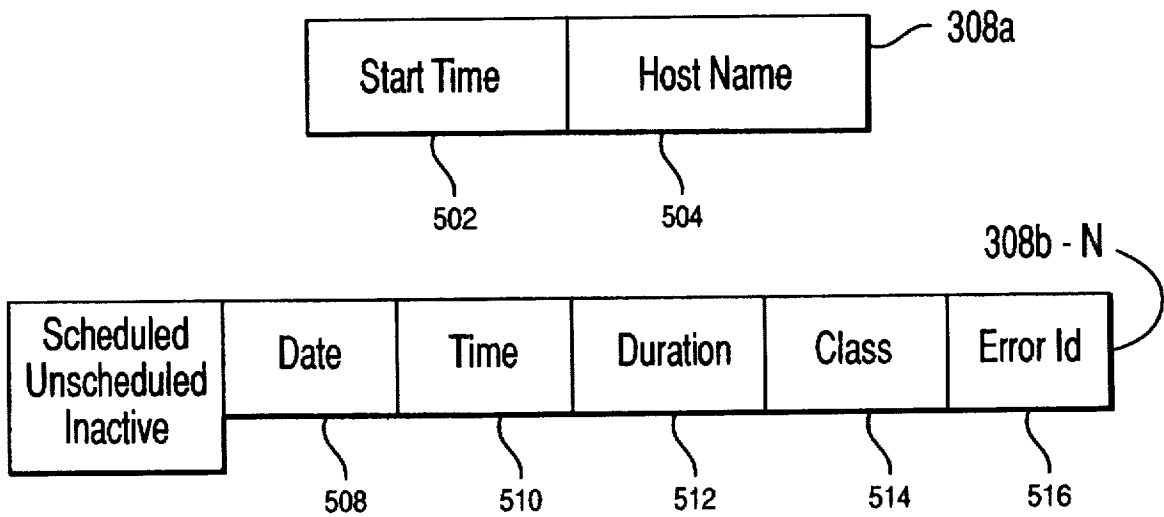 308a
Start Time Host Name
502 504
308b - N
Scheduled
Unscheduled
Inactive
Date Time Duration Class Error Id
508 510 512 514 516